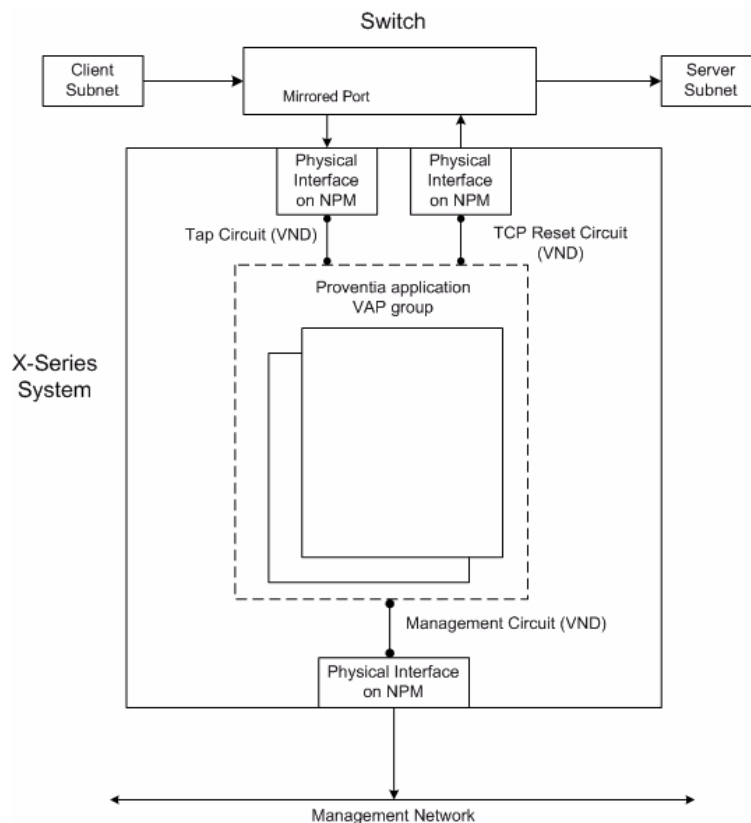 Switch
Client
Subnet
Server
Subnet
Mirrored Port
Physical
Interface
on NPM
Physical
Interface
on NPM
Tap Circuit (VND)
TCP Reset Circuit
(VND)
Proventia application
VAP group
X-Series
System
Management Circuit (VND)
Physical Interface
on NPM
Management Network